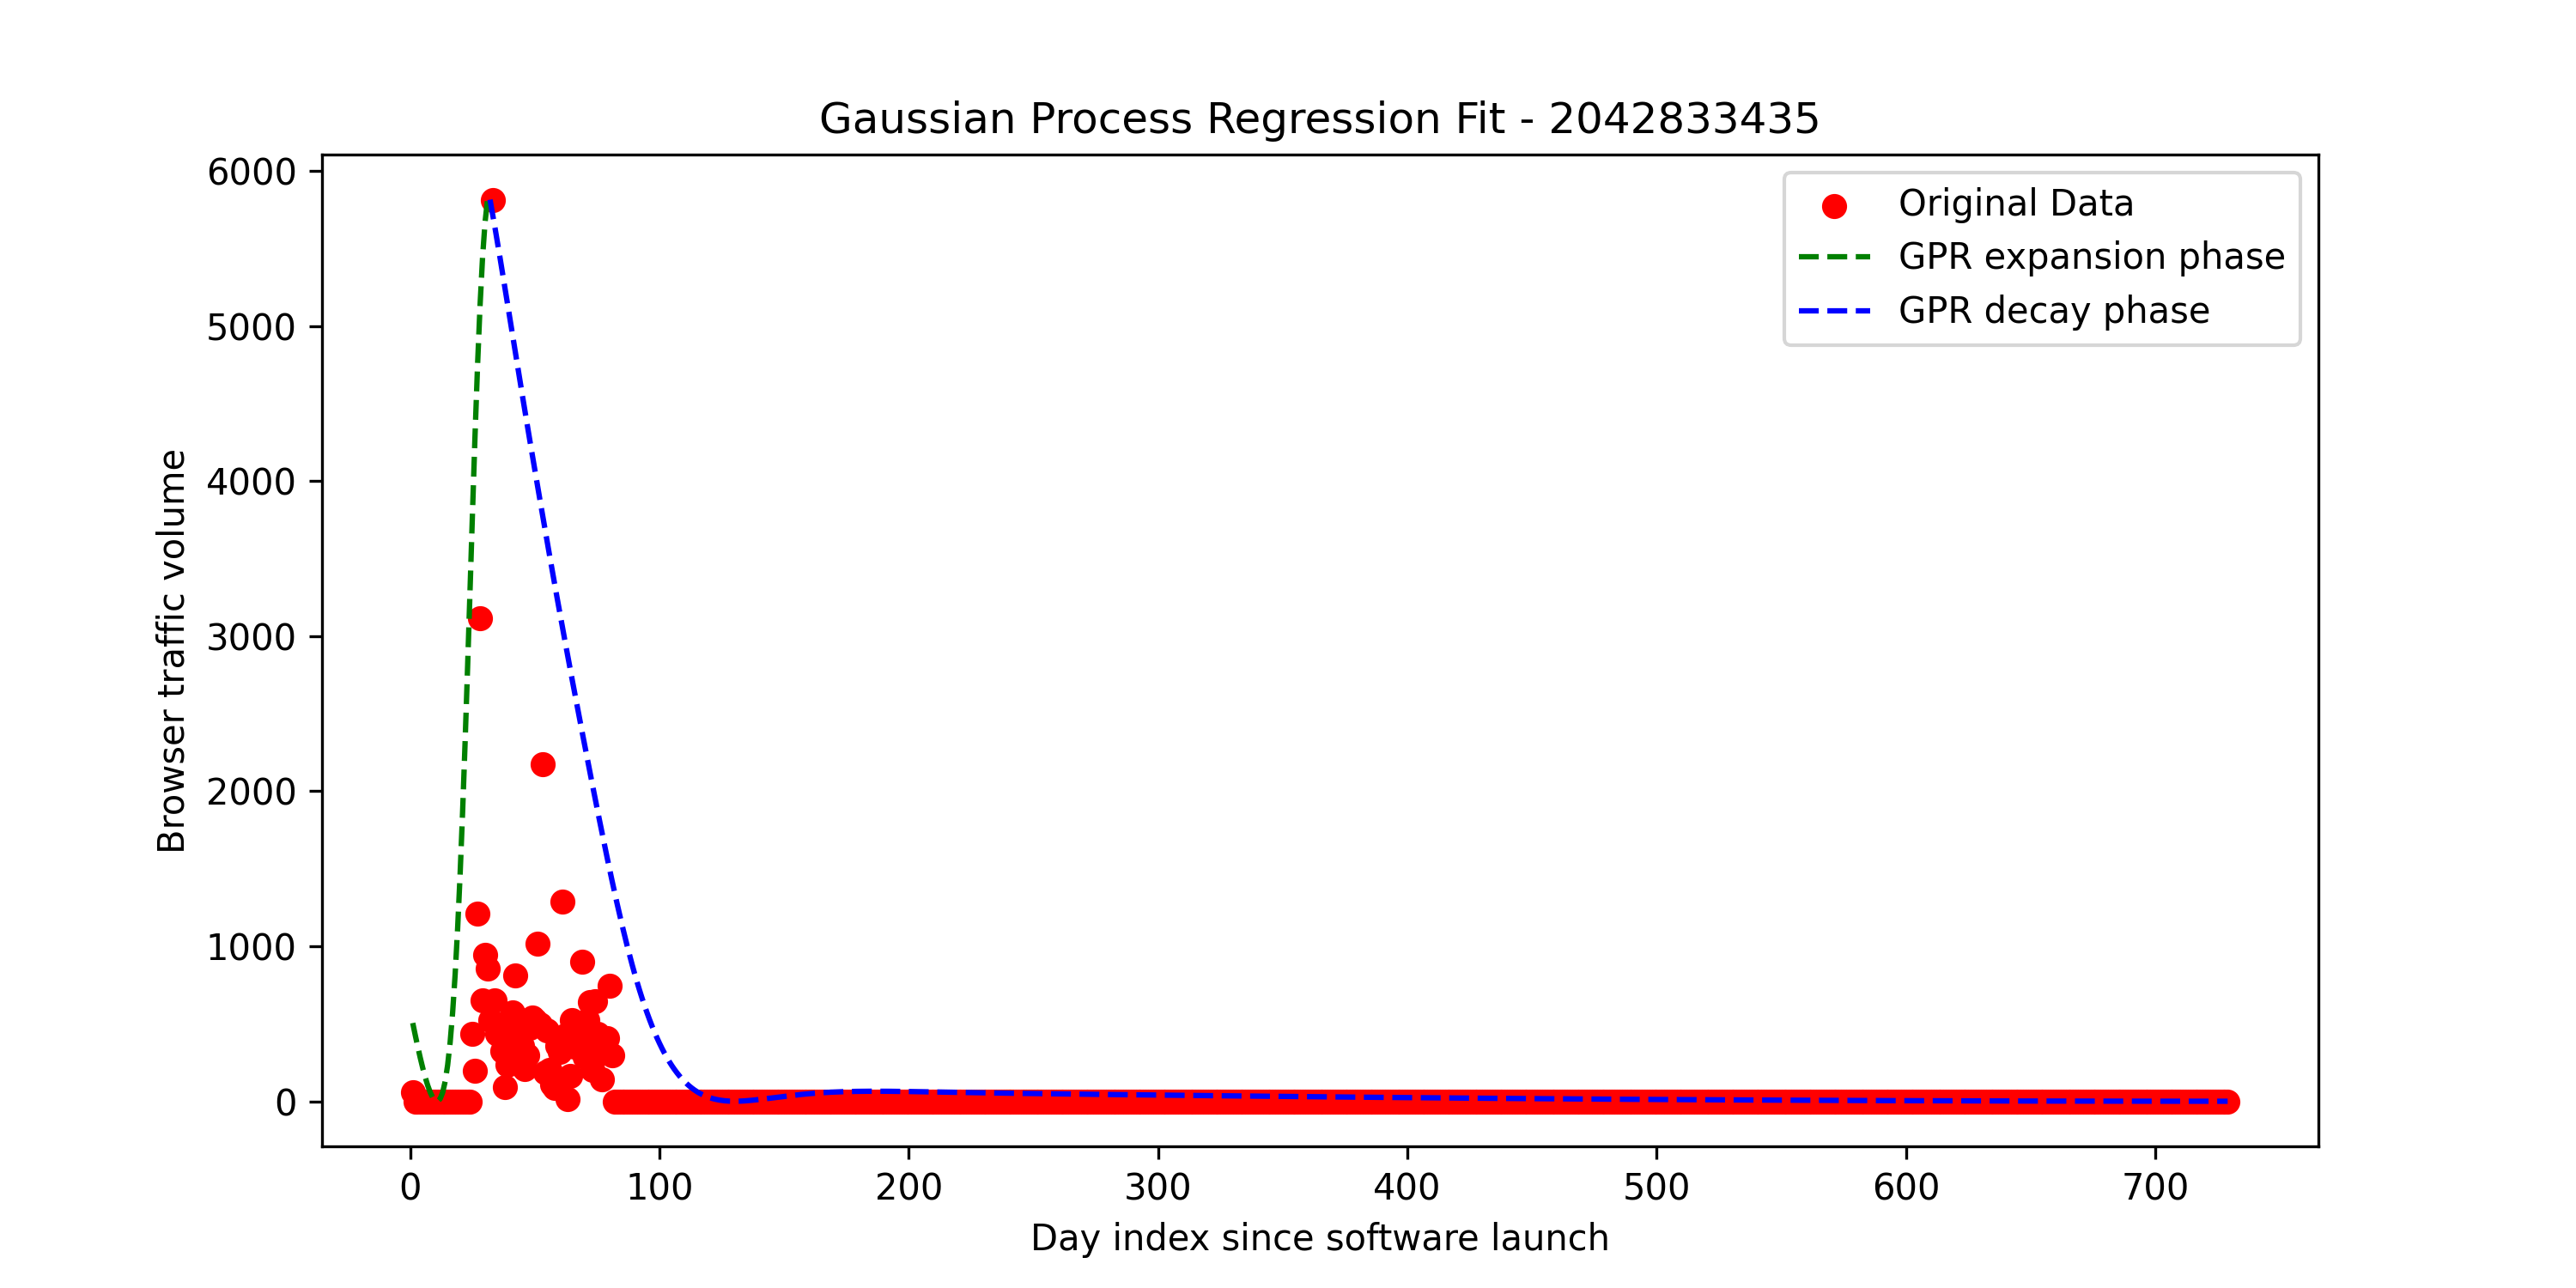 Gaussian Process Regression Fit - 2042833435
Original Data
GPR expansion phase
GPR decay phase
Browser traffic volume
6000
5000
4000
3000
2000
1000
0
0 100 200 300 400 500 600 700
Day index since software launch